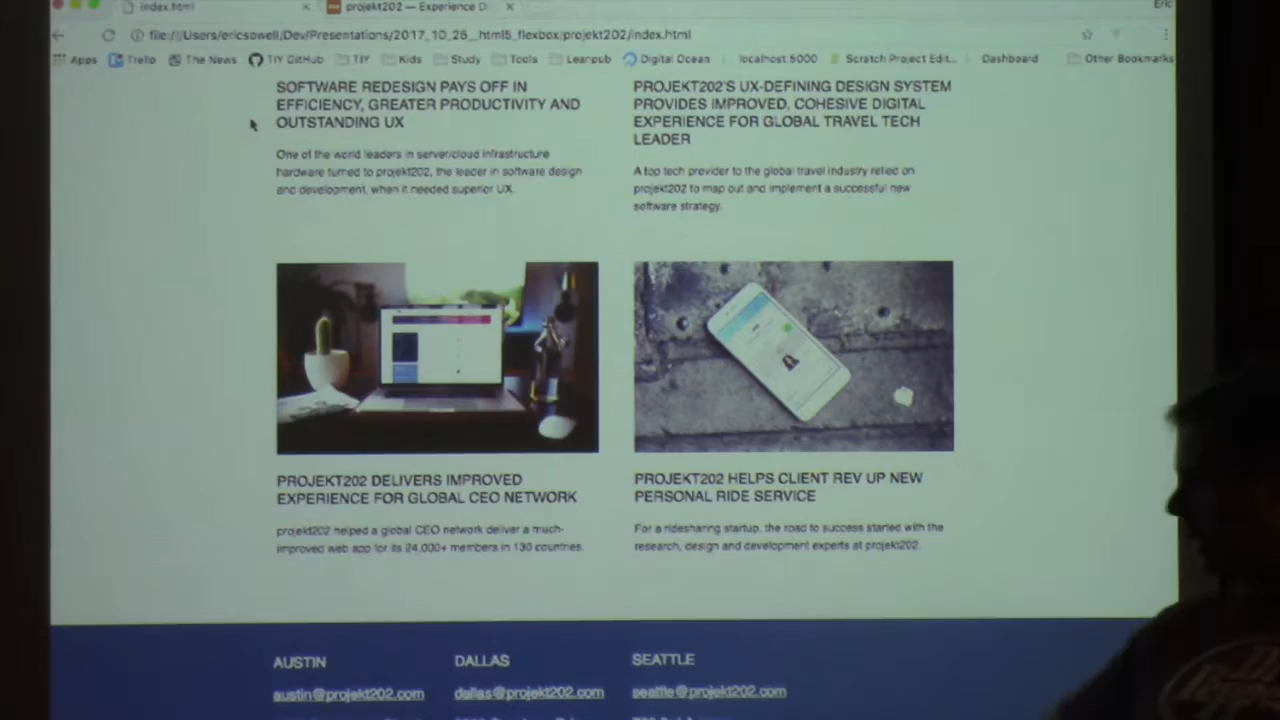 index.html
projekt202 — Experience D
Eric
file:///Users/ericsowell/Dev/Presentations/2017_10_25__html5_flexbox/projekt202/index.html
Apps Trello The News TIY GitHub TIY Kids Study Tools Leanpub Digital Ocean localhost:5000 Scratch Project Edit... Dashboard Other Bookmarks
SOFTWARE REDESIGN PAYS OFF IN
EFFICIENCY, GREATER PRODUCTIVITY AND
OUTSTANDING UX
One of the world leaders in server/cloud infrastructure
hardware turned to projekt202, the leader in software design
and development, when it needed superior UX.
PROJEKT202'S UX-DEFINING DESIGN SYSTEM
PROVIDES IMPROVED, COHESIVE DIGITAL
EXPERIENCE FOR GLOBAL TRAVEL TECH
LEADER
A top tech provider to the global travel industry relied on
projekt202 to map out and implement a successful new
software strategy.
PROJEKT202 DELIVERS IMPROVED
EXPERIENCE FOR GLOBAL CEO NETWORK
projekt202 helped a global CEO network deliver a much-
improved web app for its 24,000+ members in 130 countries.
PROJEKT202 HELPS CLIENT REV UP NEW
PERSONAL RIDE SERVICE
For a ridesharing startup, the road to success started with the
research, design and development experts at projekt202.
AUSTIN
austin@projekt202.com
DALLAS
dallas@projekt202.com
SEATTLE
seattle@projekt202.com